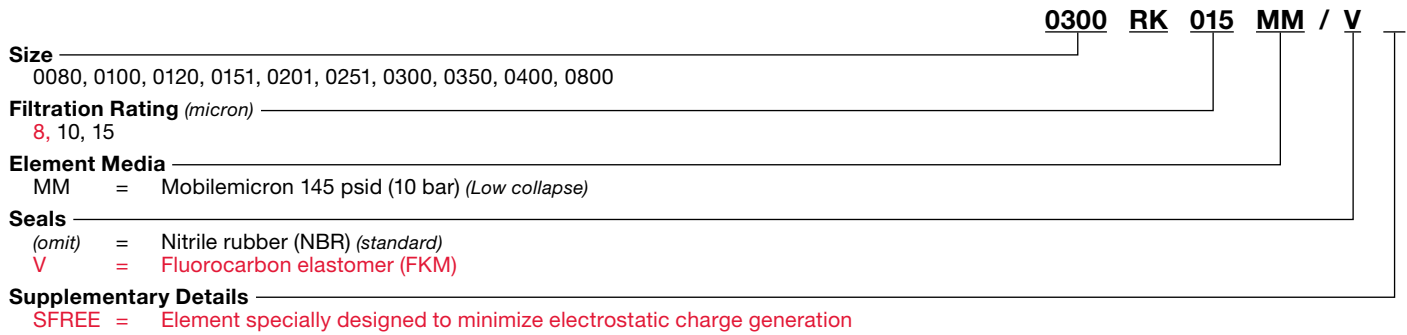 0300 RK 015 MM / V
Size
0080, 0100, 0120, 0151, 0201, 0251, 0300, 0350, 0400, 0800
Filtration Rating (micron)
8, 10, 15
Element Media
MM = Mobilemicron 145 psid (10 bar) (Low collapse)
Seals
(omit) = Nitrile rubber (NBR) (standard)
V = Fluorocarbon elastomer (FKM)
Supplementary Details
SFREE = Element specially designed to minimize electrostatic charge generation